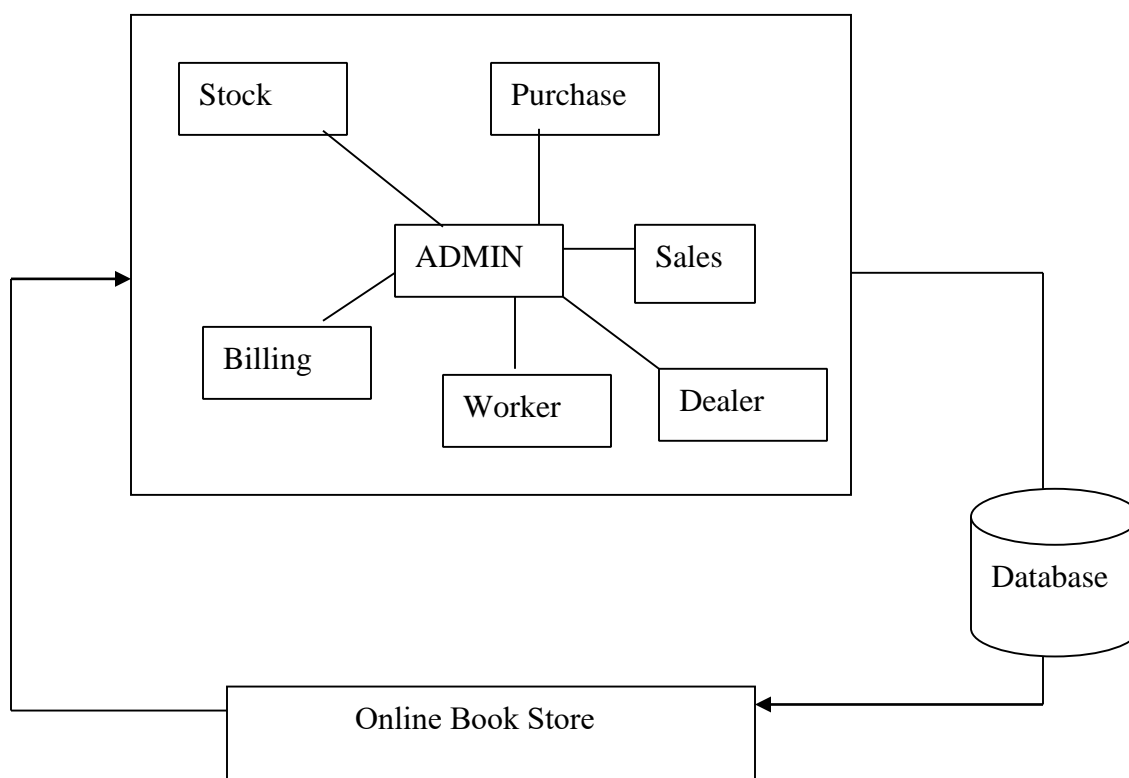 Stock
Purchase
ADMIN
Sales
Billing
Worker
Dealer
Database
Online Book Store